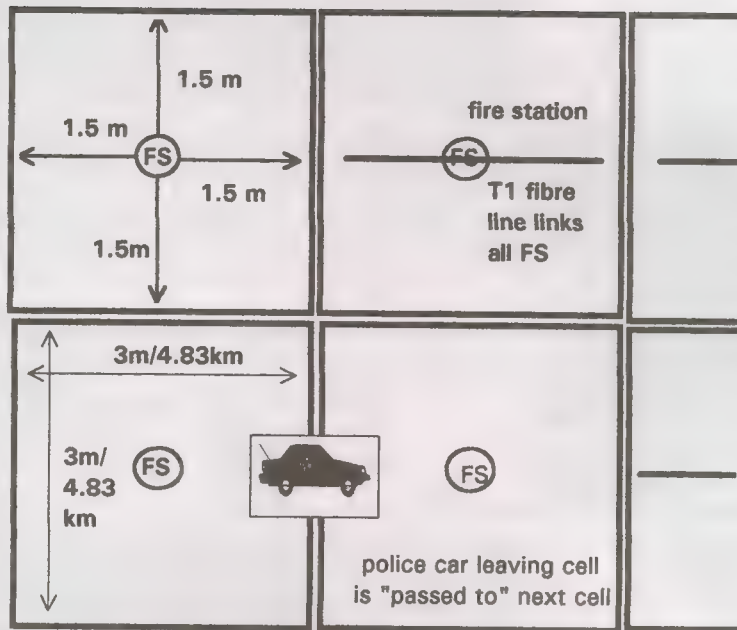 1.5 m
1.5 m
FS
1.5 m
1.5m
fire station
FS
T1 fibre
line links
all FS
3m/4.83km
3m/
4.83
km
FS
FS
police car leaving cell
is "passed to" next cell